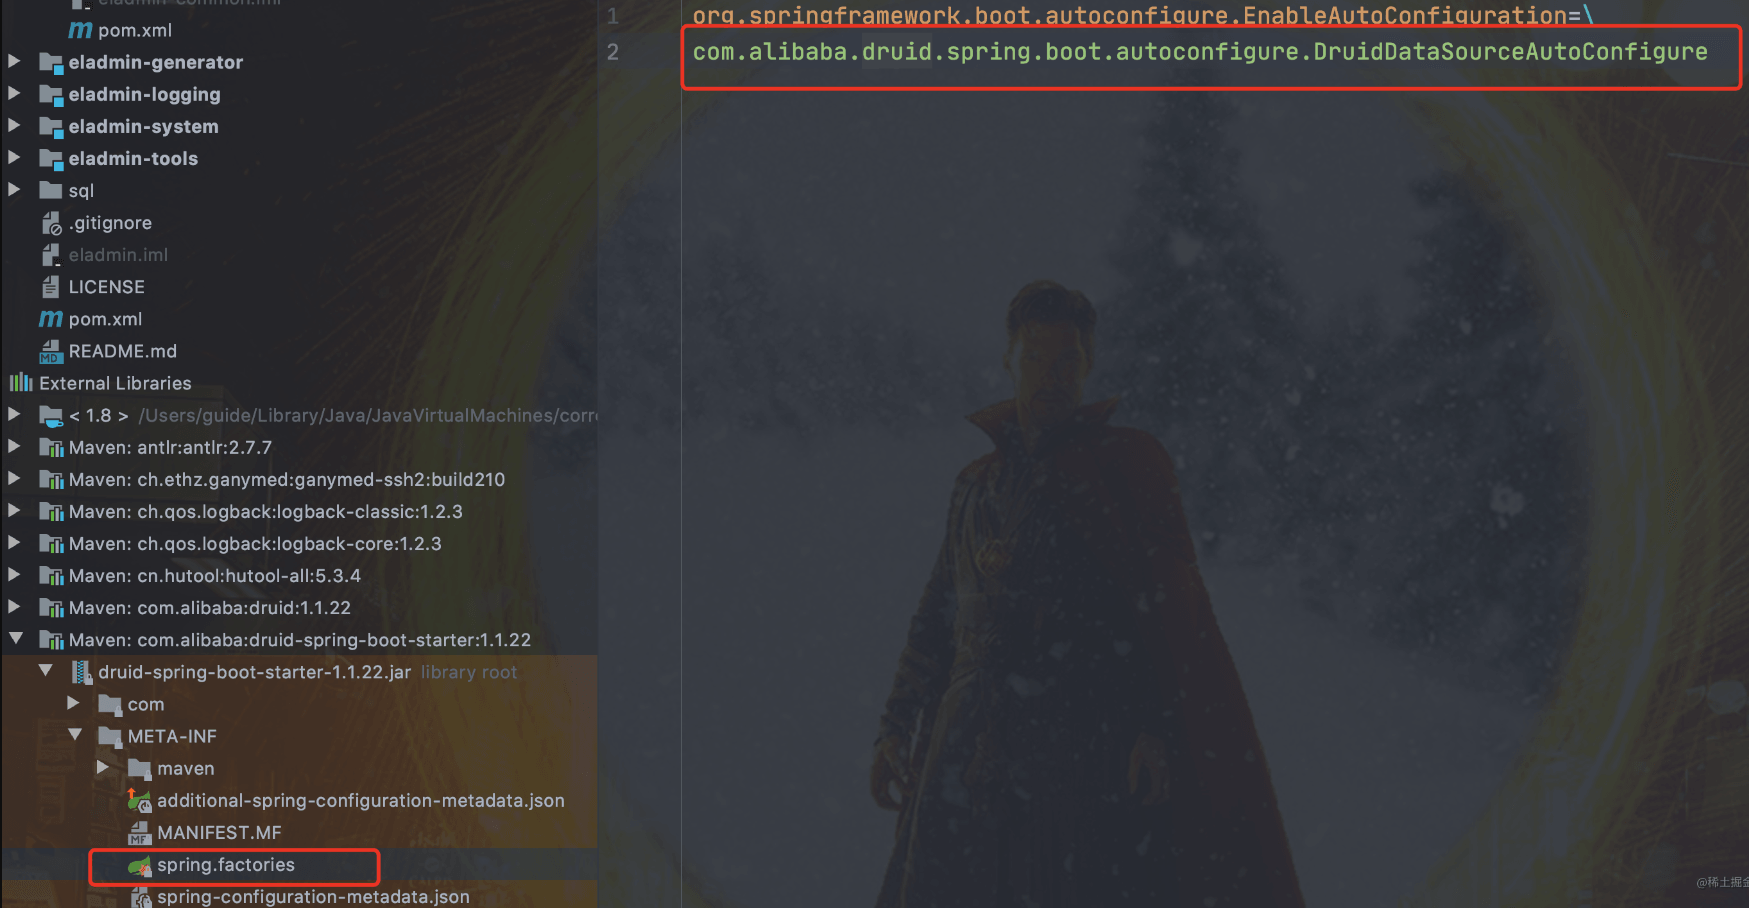 eladmin-common.iml
pom.xml
eladmin-generator
eladmin-logging
eladmin-system
eladmin-tools
sql
.gitignore
eladmin.iml
LICENSE
pom.xml
MD README.md
External Libraries
< 1.8 > /Users/guide/Library/Java/JavaVirtualMachines/corre
Maven: antlr:antlr:2.7.7
Maven: ch.ethz.ganymed:ganymed-ssh2:build210
Maven: ch.qos.logback:logback-classic:1.2.3
Maven: ch.qos.logback:logback-core:1.2.3
Maven: cn.hutool:hutool-all:5.3.4
Maven: com.alibaba:druid:1.1.22
Maven: com.alibaba:druid-spring-boot-starter:1.1.22
druid-spring-boot-starter-1.1.22.jar library root
com
META-INF
maven
additional-spring-configuration-metadata.json
MF MANIFEST.MF
spring.factories
spring-configuration-metadata.json
1 org.springframework.boot.autoconfigure.EnableAutoConfiguration=\
2 com.alibaba.druid.spring.boot.autoconfigure.DruidDataSourceAutoConfigure
@稀土掘金